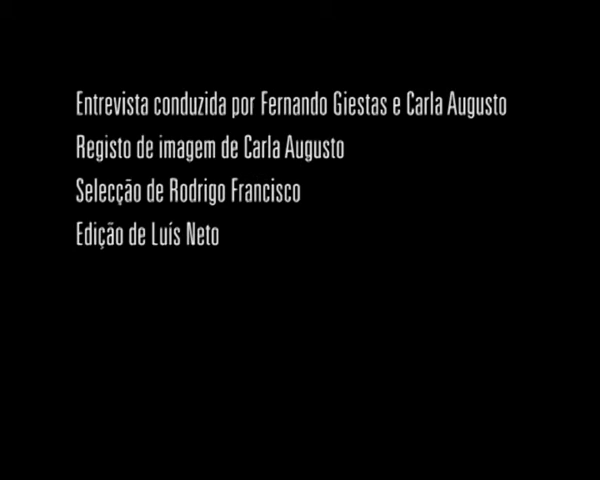 Entrevista conduzida por Fernando Giestas e Carla Augusto
Registo de imagem de Carla Augusto
Selecção de Rodrigo Francisco
Edição de Luís Neto